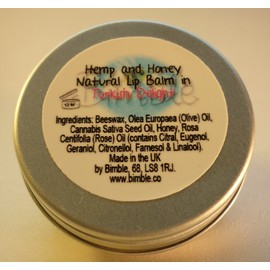 Hemp and Honey
Natural Lip Balm in
Turkish Delight
Ingredients: Beeswax, Olea Europaea (Olive) Oil,
Cannabis Sativa Seed Oil, Honey, Rosa
Centifolia (Rose) Oil (contains Citral, Eugenol,
Geraniol, Citronellol, Farnesol & Linalool).
Made in the UK
by Bimble, 68, LS8 1RJ.
www.bimble.co